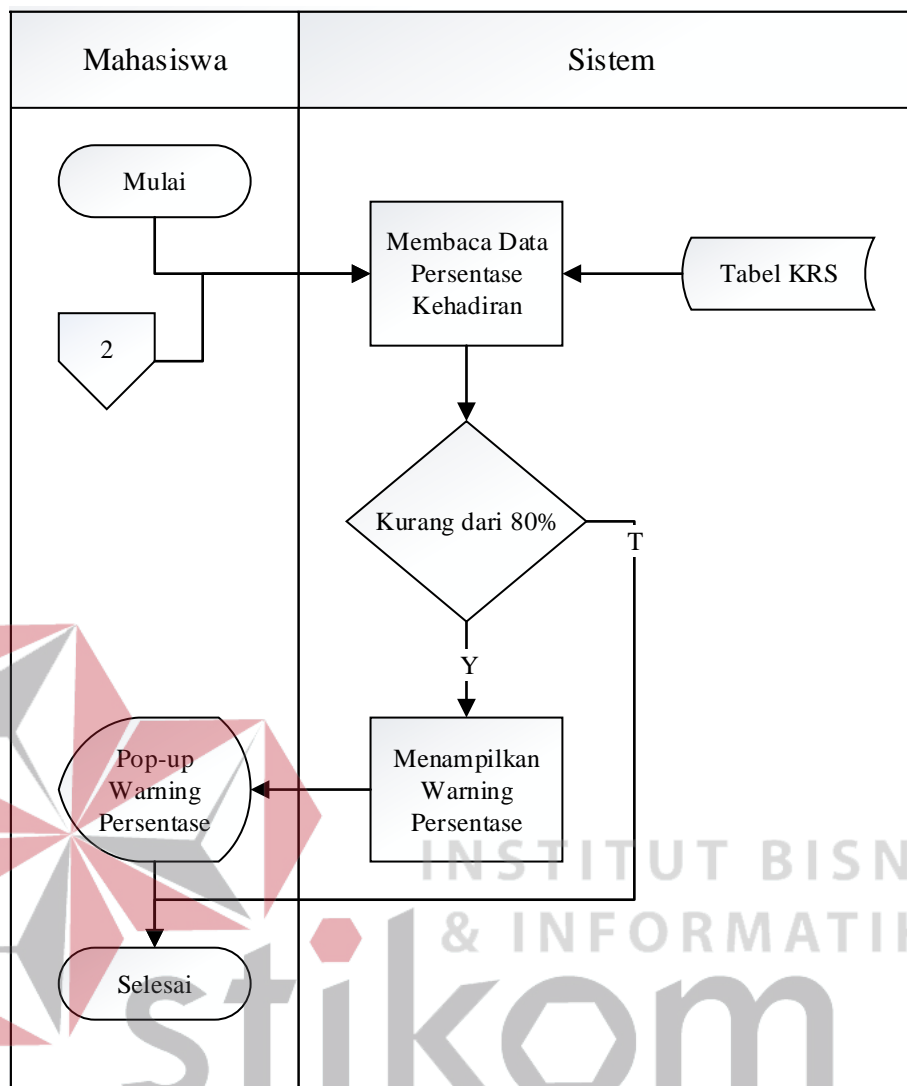 Mahasiswa
Sistem
Mulai
Membaca Data
Persentase
Kehadiran
Tabel KRS
2
Kurang dari 80%
T
Y
Pop-up
Warning
Persentase
Menampilkan
Warning
Persentase
INSTITUT BISN
& INFORMATIK
Selesai
stikom